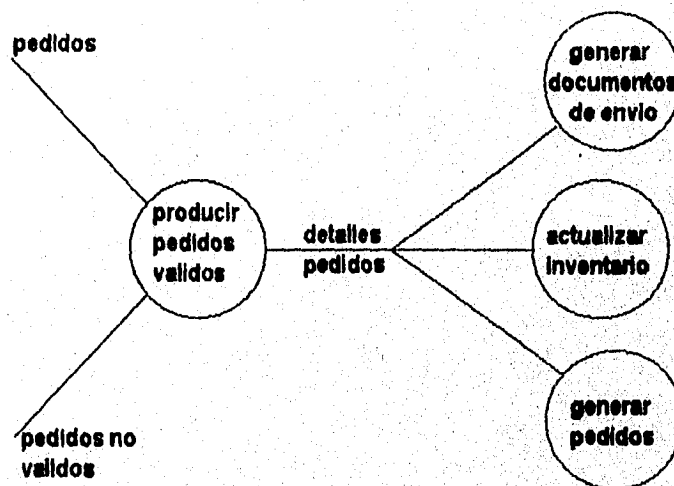 pedidos
generar
documentos
de envio
producir
pedidos
validos
detalles
pedidos
actualizar
inventario
generar
pedidos
pedidos no
validos